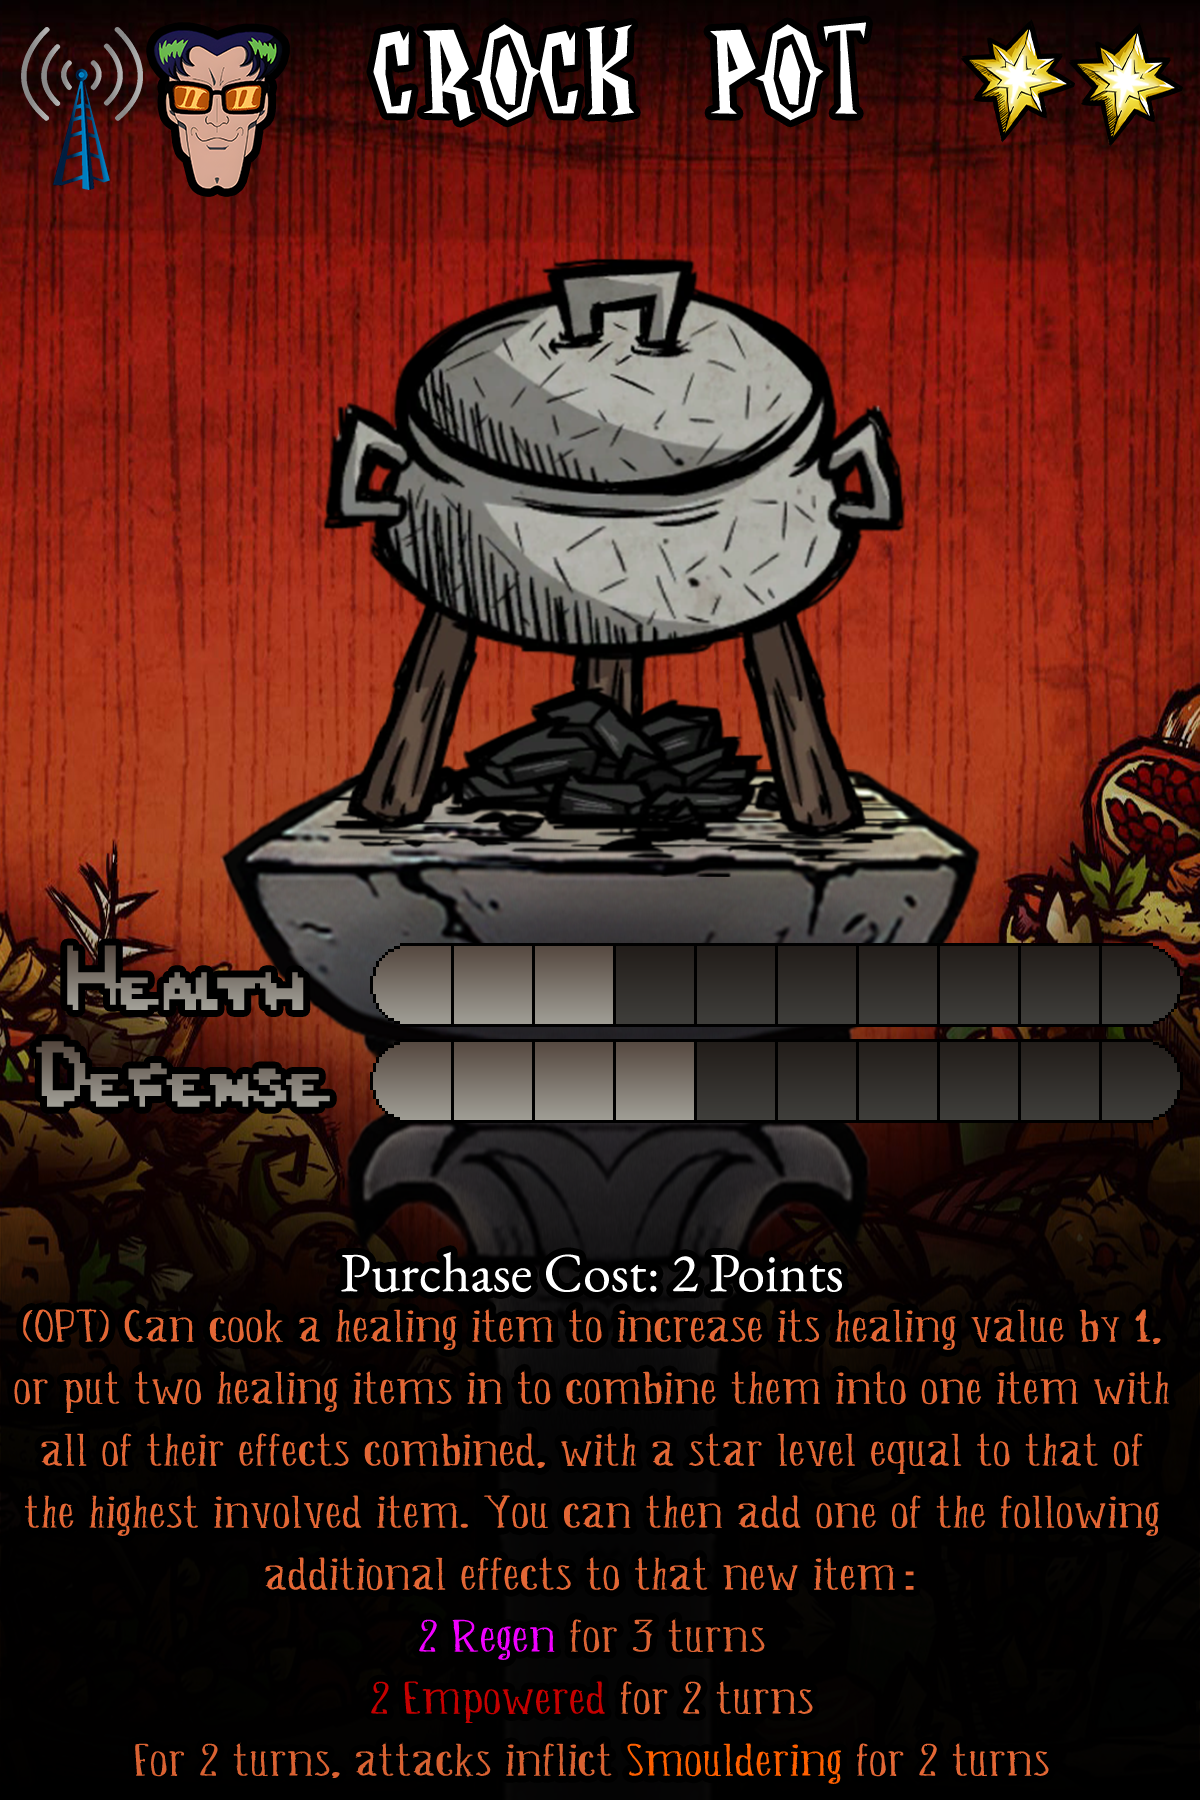 CROCK POT
HEALTH
DEFENSE
Purchase Cost: 2 Points
(OPT) Can cook a healing item to increase its healing value by 1,
or put two healing items in to combine them into one item with
all of their effects combined, with a star level equal to that of
the highest involved item. You can then add one of the following
additional effects to that new item:
2 Regen for 3 turns
2 Empowered for 2 turns
For 2 turns, attacks inflict Smouldering for 2 turns